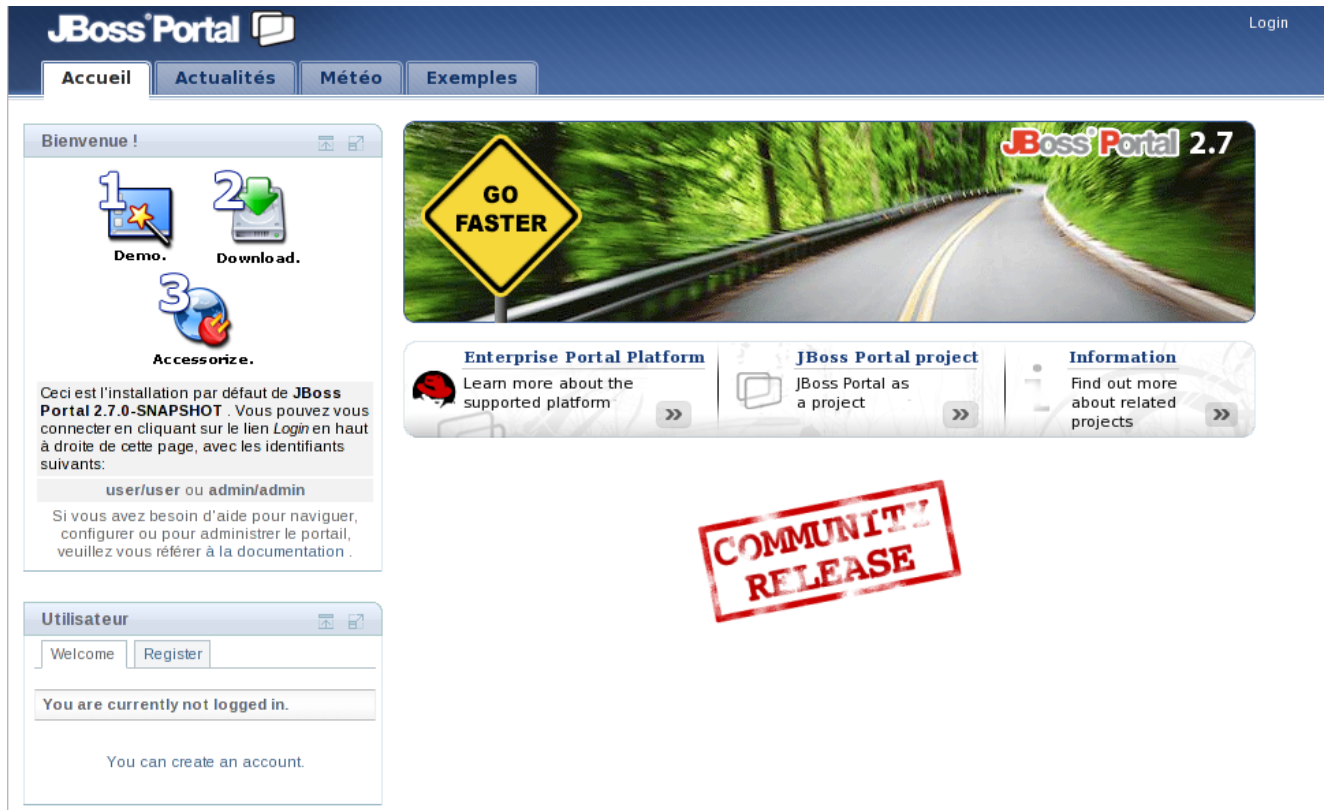 JBoss Portal
Login
Accueil
Actualités
Météo
Exemples
Bienvenue !
1
2
Demo.
Download.
3
Accessorize.
Ceci est l'installation par défaut de JBoss
Portal 2.7.0-SNAPSHOT . Vous pouvez vous
connecter en cliquant sur le lien Login en haut
à droite de cette page, avec les identifiants
suivants:
user/user ou admin/admin
Si vous avez besoin d'aide pour naviguer,
configurer ou pour administrer le portail,
veuillez vous référer à la documentation .
Utilisateur
Welcome
Register
You are currently not logged in.
You can create an account.
JBoss Portal 2.7
GO
FASTER
Enterprise Portal Platform
Learn more about the
supported platform
JBoss Portal project
JBoss Portal as
a project
Information
Find out more
about related
projects
COMMUNITY
RELEASE